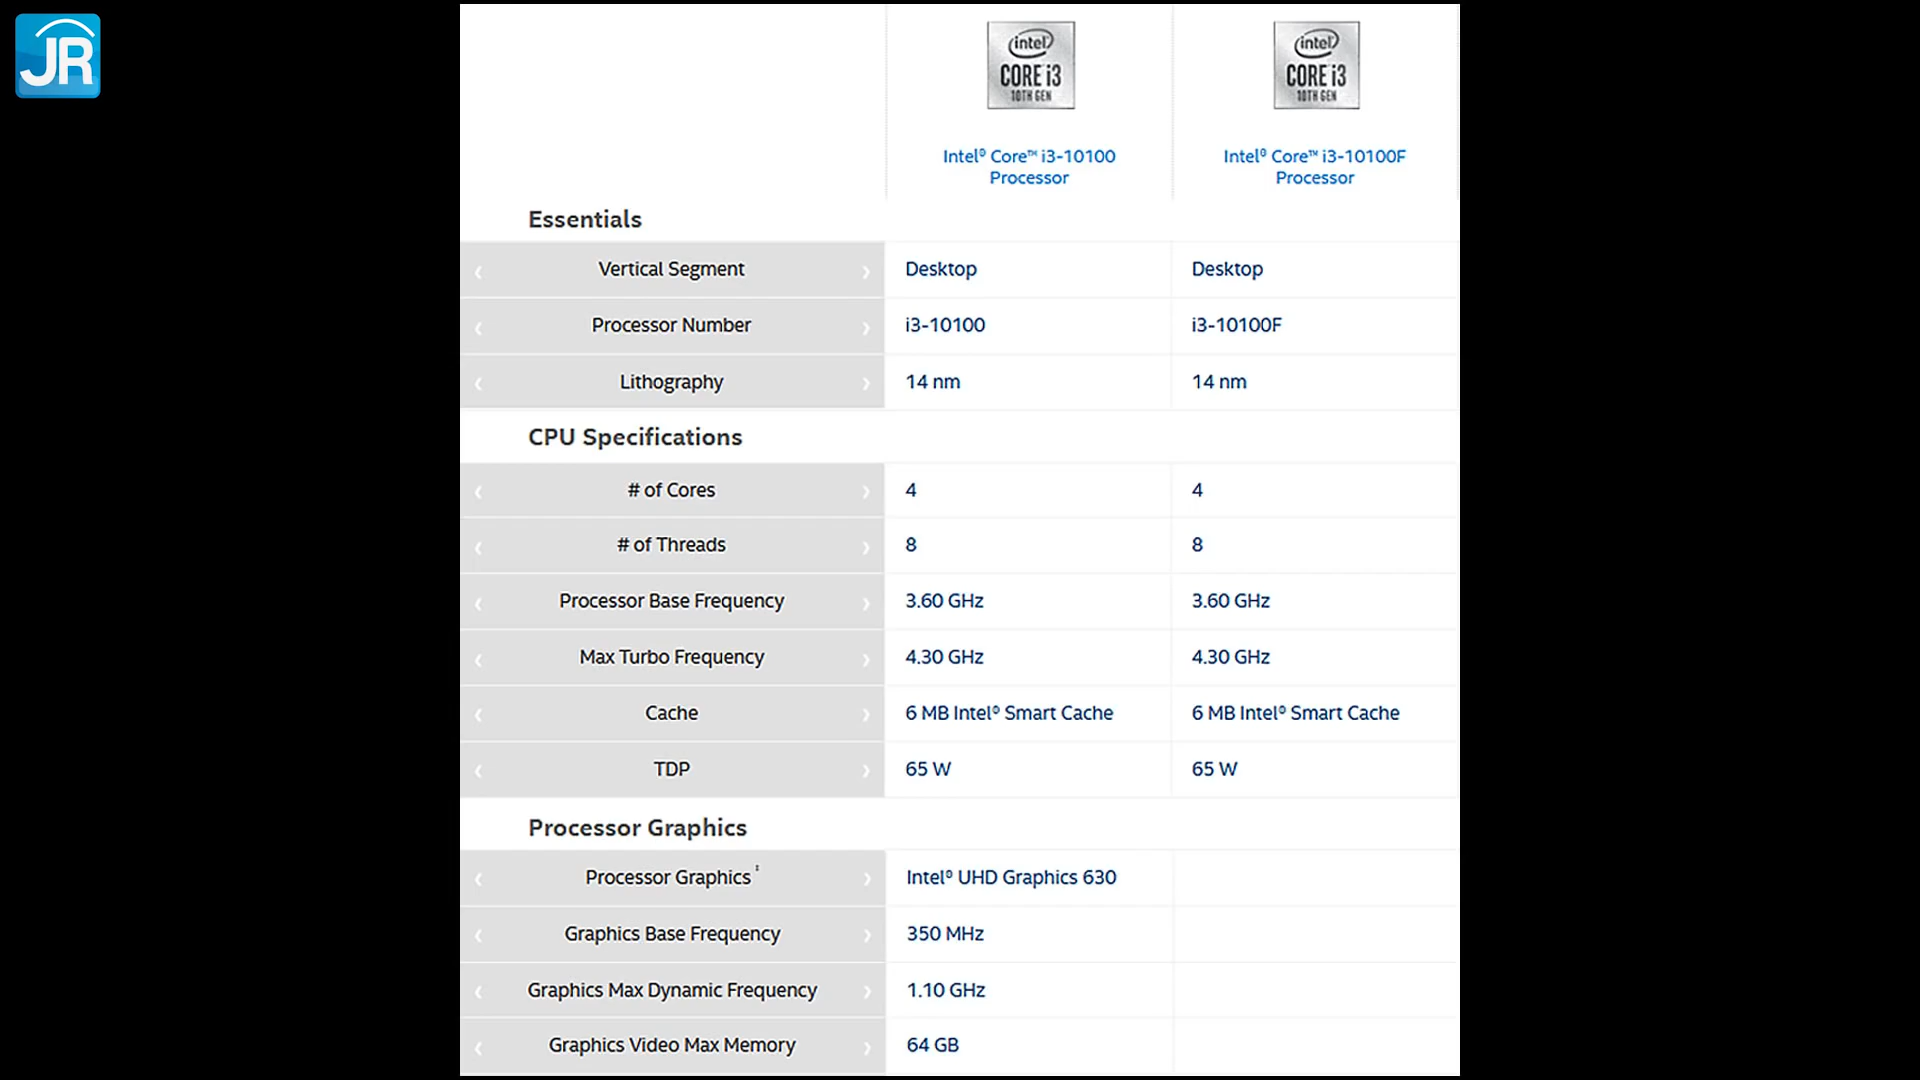 JR
intel
CORE i3
10TH GEN
intel
CORE i3
10TH GEN
Intel® Core™ i3-10100
Processor
Intel® Core™ i3-10100F
Processor
Essentials
‹ Vertical Segment › Desktop Desktop
‹ Processor Number › i3-10100 i3-10100F
‹ Lithography › 14 nm 14 nm
CPU Specifications
‹ # of Cores › 4 4
‹ # of Threads › 8 8
‹ Processor Base Frequency › 3.60 GHz 3.60 GHz
‹ Max Turbo Frequency › 4.30 GHz 4.30 GHz
‹ Cache › 6 MB Intel® Smart Cache 6 MB Intel® Smart Cache
‹ TDP › 65 W 65 W
Processor Graphics
‹ Processor Graphics ‡ › Intel® UHD Graphics 630
‹ Graphics Base Frequency › 350 MHz
‹ Graphics Max Dynamic Frequency › 1.10 GHz
‹ Graphics Video Max Memory › 64 GB